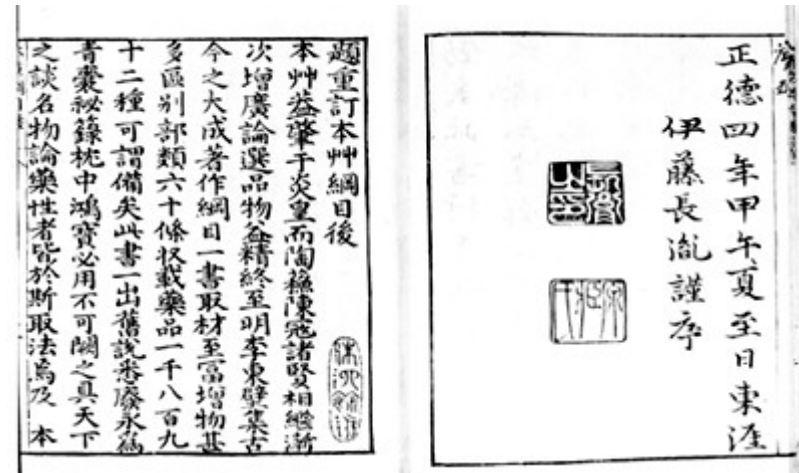 正德四年甲午夏至日東涯
伊藤長胤謹序
題重訂本艸綱目後
本艸葢肇于炎皇而陶蘇陳寇諸賢相繼漸
次增廣論選品物益精終至明李東璧集古
今之大成著作綱目一書取材至富增物甚
多區別部類六十條收載藥品一千八百九
十二種可謂備矣此書一出舊說悉廢永爲
青囊秘籙枕中鴻寶必用不可闕之具天下
之談名物論藥性者皆於斯取法焉及 本